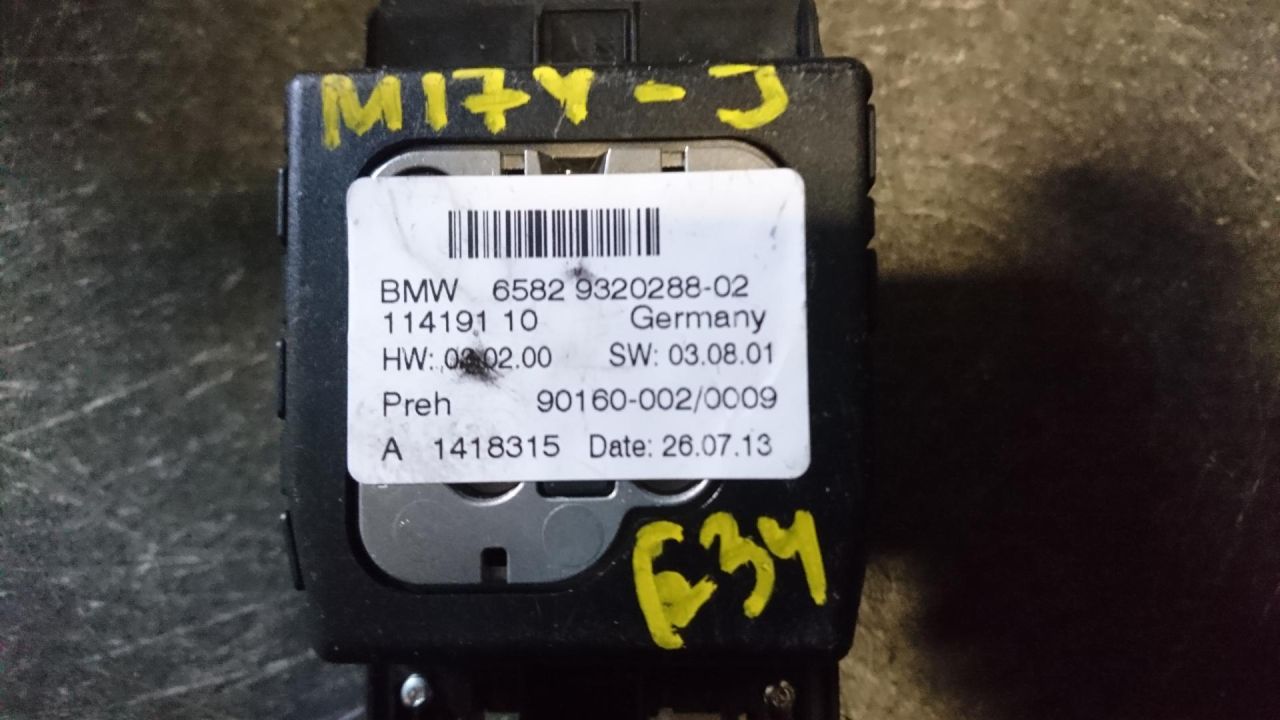 M17Y-J
BMW 6582 9320288-02
114191 10 Germany
HW: 03.02.00 SW: 03.08.01
Preh 90160-002/0009
A 1418315 Date: 26.07.13
E34